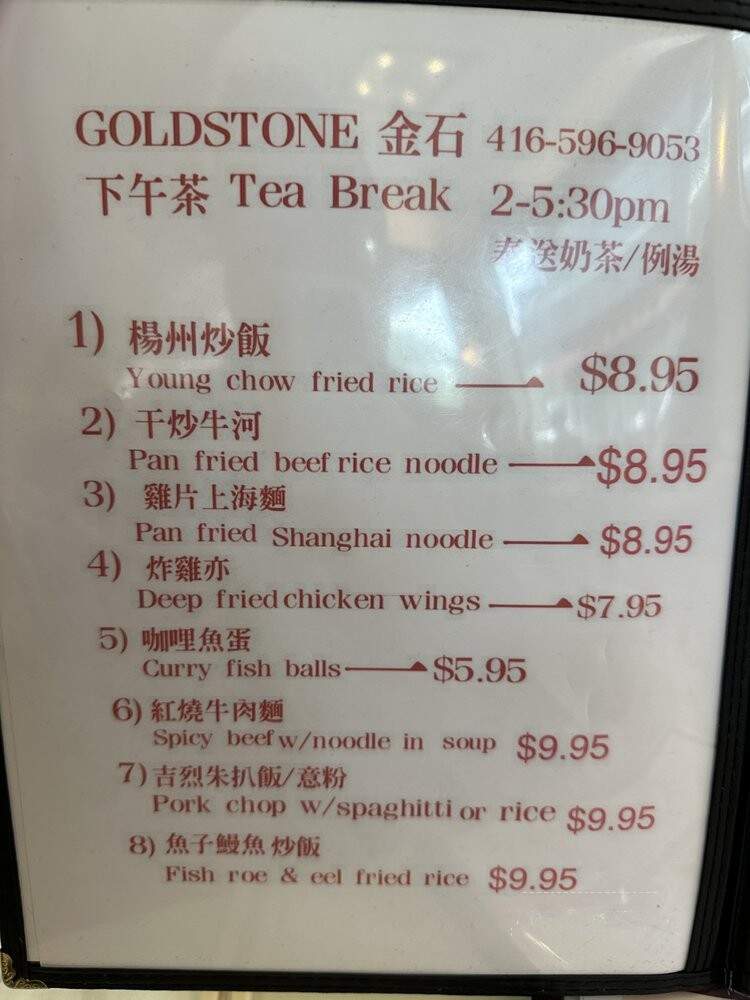 GOLDSTONE 金石 416-596-9053
下午茶 Tea Break 2-5:30pm
送奶茶/例湯
1) 楊州炒飯
Young chow fried rice $8.95
2) 干炒牛河
Pan fried beef rice noodle $8.95
3) 雞片上海麵
Pan fried Shanghai noodle $8.95
4) 炸雞亦
Deep fried chicken wings $7.95
5) 咖哩魚蛋
Curry fish balls $5.95
6) 紅燒牛肉麵
Spicy beef w/noodle in soup $9.95
7) 吉烈朱扒飯/意粉
Pork chop w/spaghitti or rice $9.95
8) 魚子鰻魚炒飯
Fish roe & eel fried rice $9.95